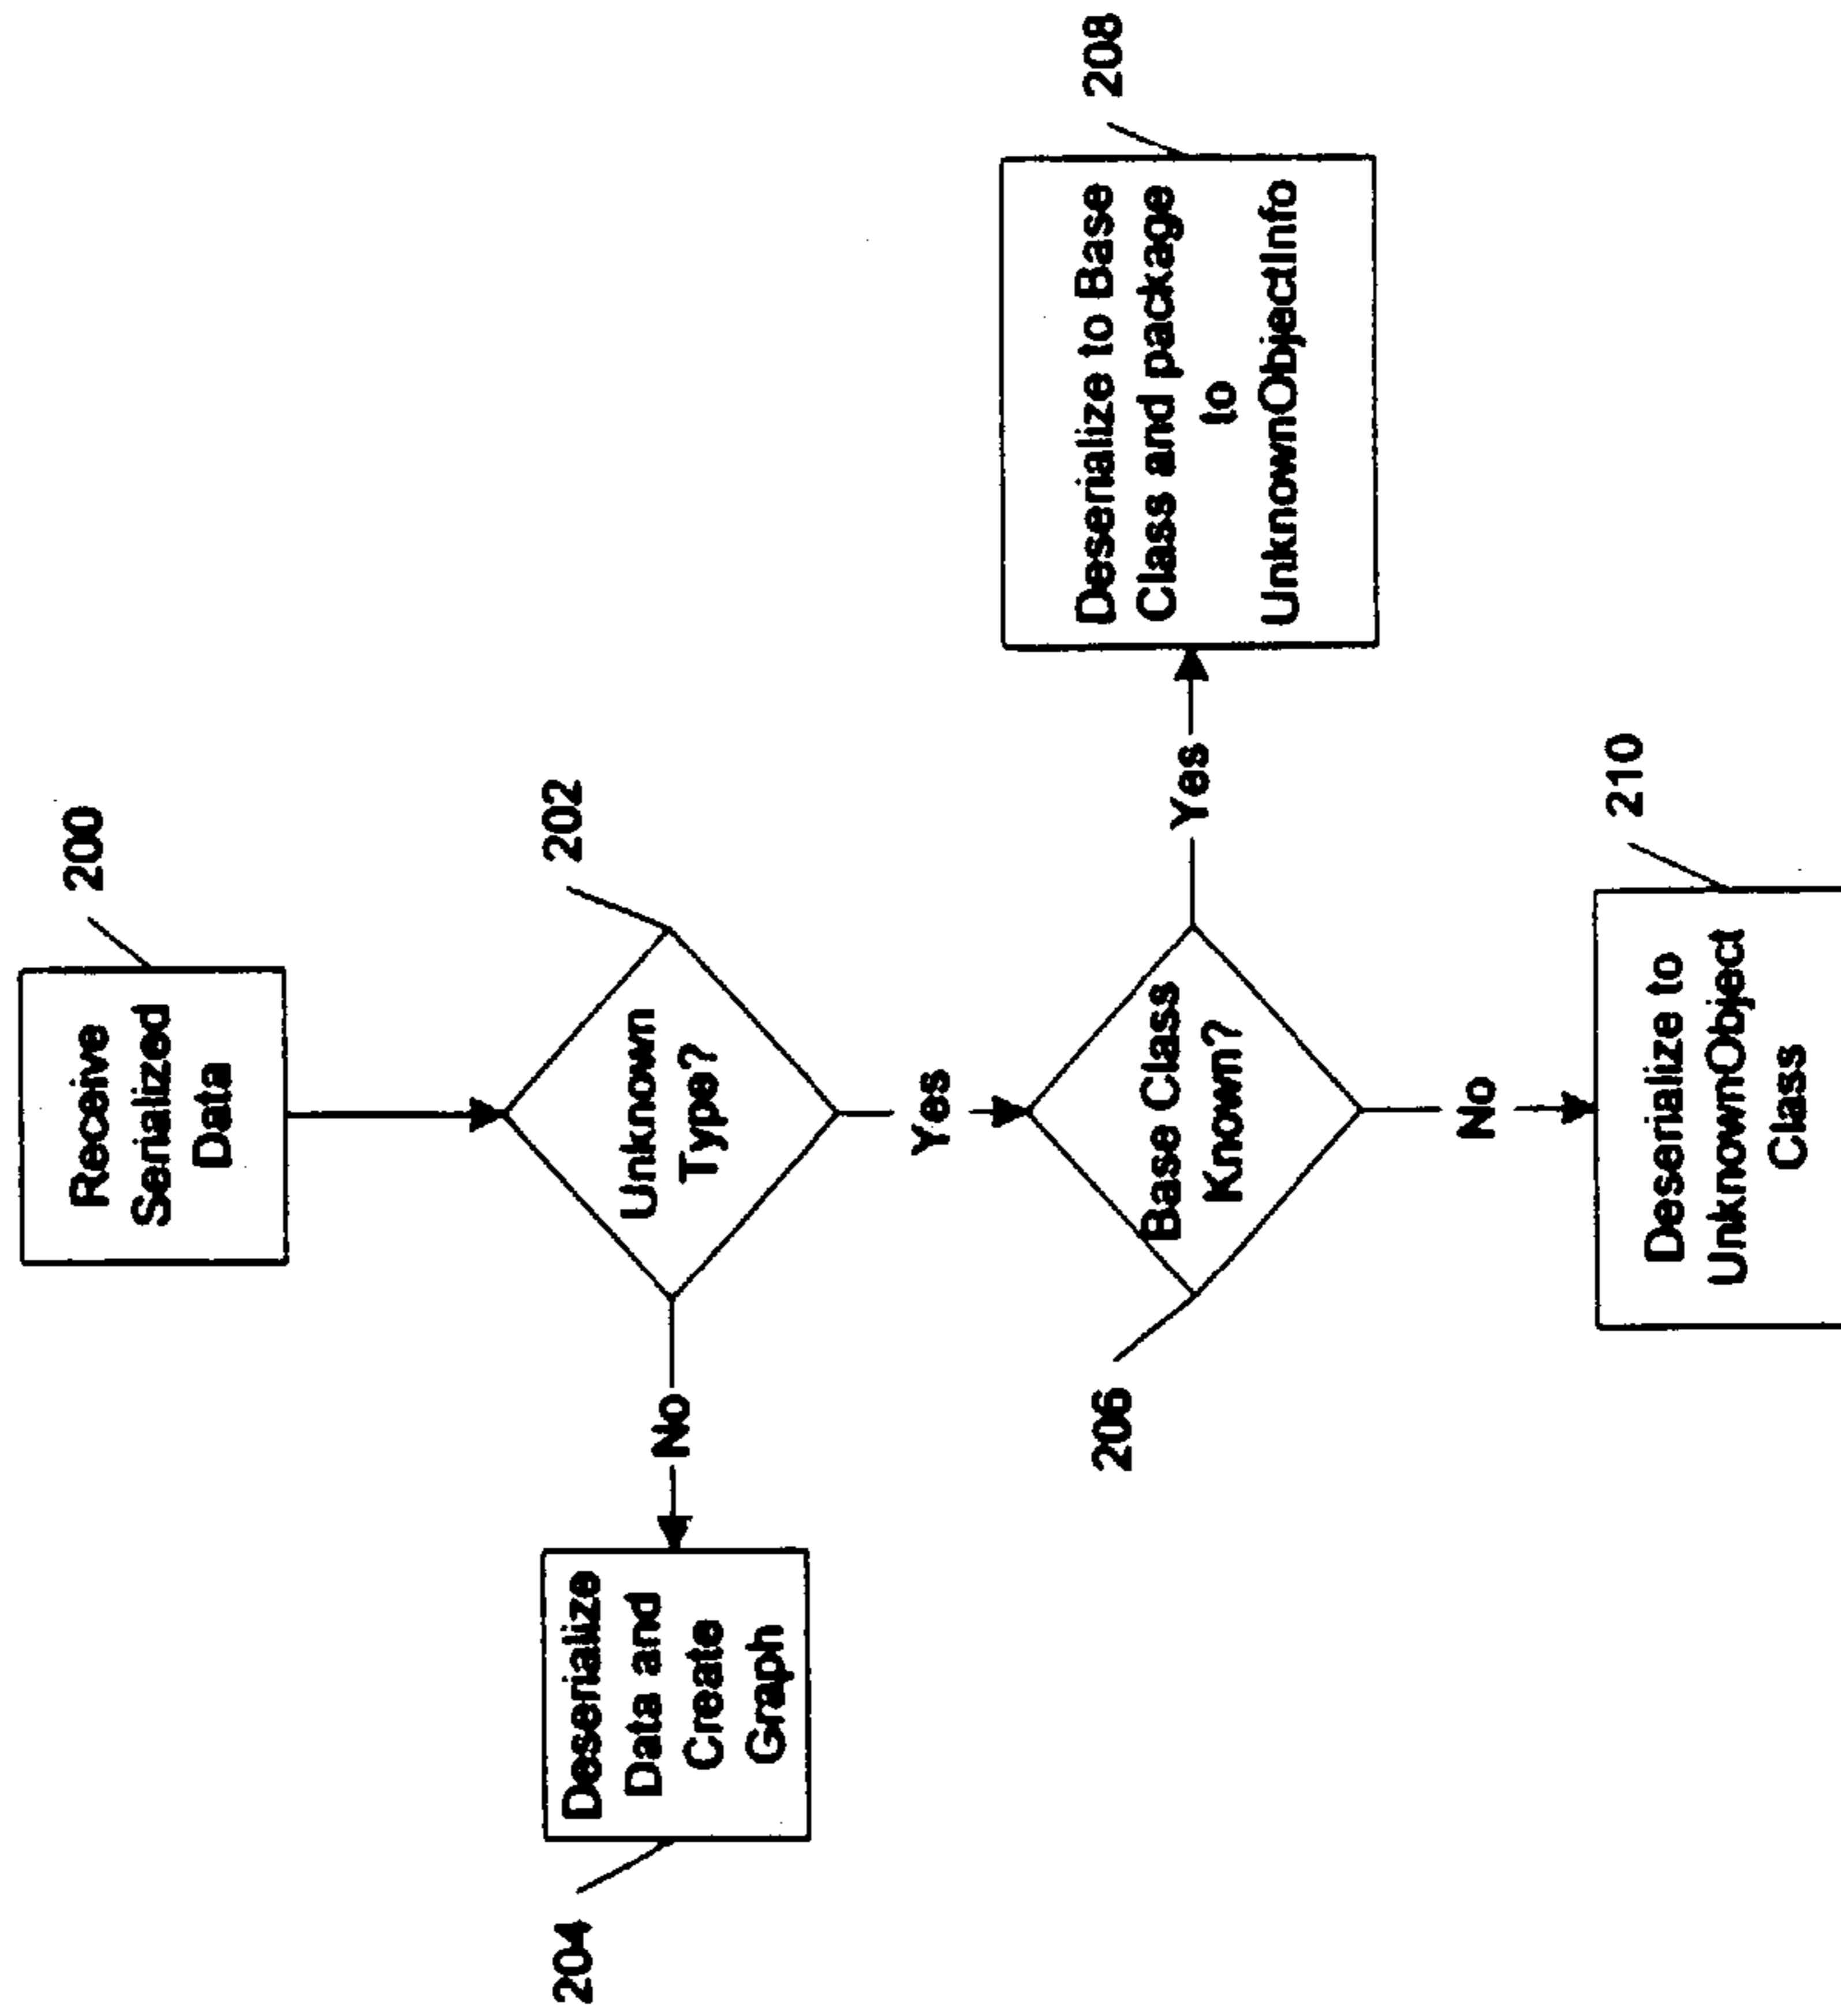 200
Receive
Serialized
Data
202
Unknown
Type?
No
204
Deserialize
Data and
Create
Graph
Yes
206
Base Class
Known?
Yes
208
Deserialize to Base
Class and package
to
UnknownObjectInfo
No
210
Deserialize to
UnknownObject
Class